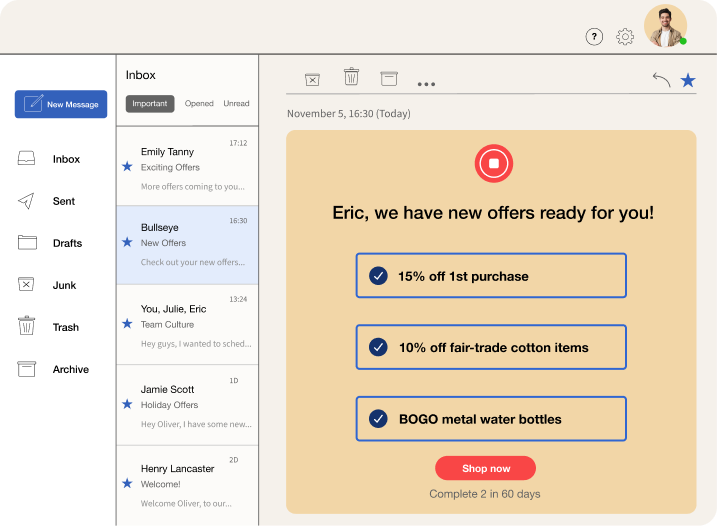 ?
New Message
Inbox
Sent
Drafts
Junk
Trash
Archive
Inbox
Important Opened Unread
17:12
Emily Tanny
Exciting Offers
More offers coming to you...
16:30
Bullseye
New Offers
Check out your new offers...
13:24
You, Julie, Eric
Team Culture
Hey guys, I wanted to sched...
1D
Jamie Scott
Holiday Offers
Hey Oliver, I have some new...
2D
Henry Lancaster
Welcome!
Welcome Oliver, to our...
November 5, 16:30 (Today)
Eric, we have new offers ready for you!
15% off 1st purchase
10% off fair-trade cotton items
BOGO metal water bottles
Shop now
Complete 2 in 60 days